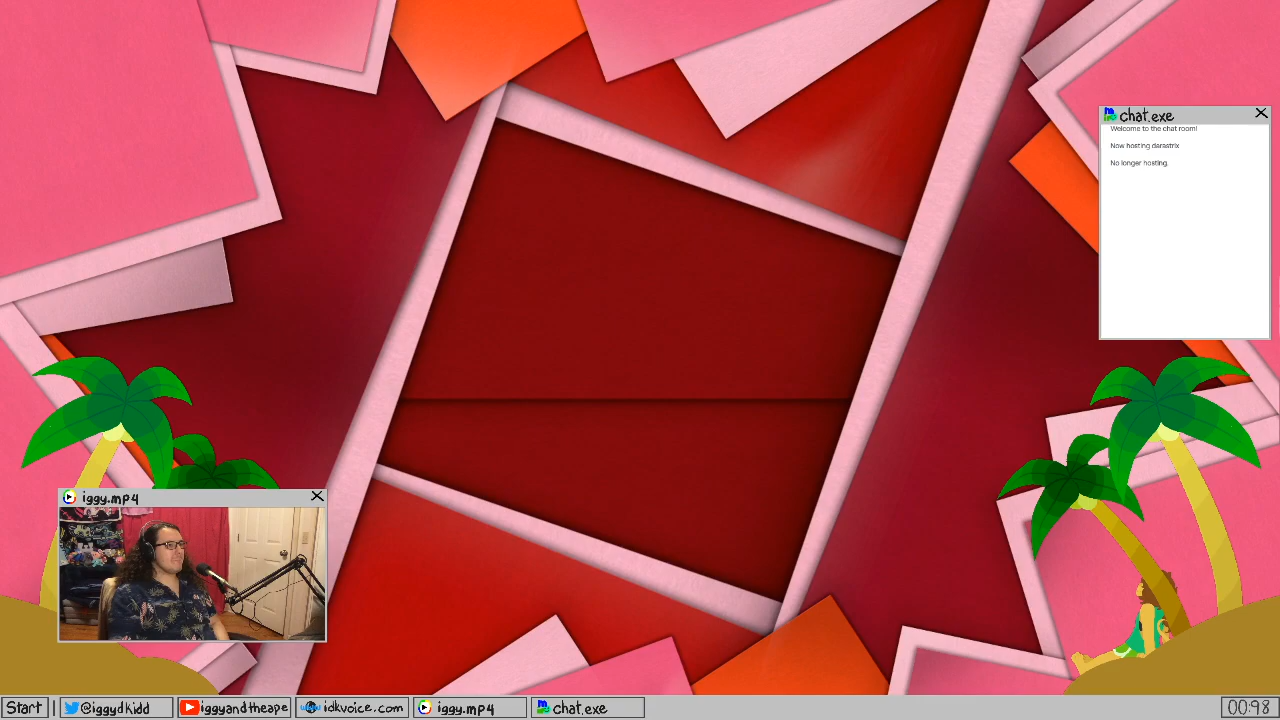 chat.exe
Welcome to the chat room!
Now hosting darastrix
No longer hosting.
iggy.mp4
Start | @iggydkidd iggyandtheape www idkvoice.com iggy.mp4 chat.exe 00:98